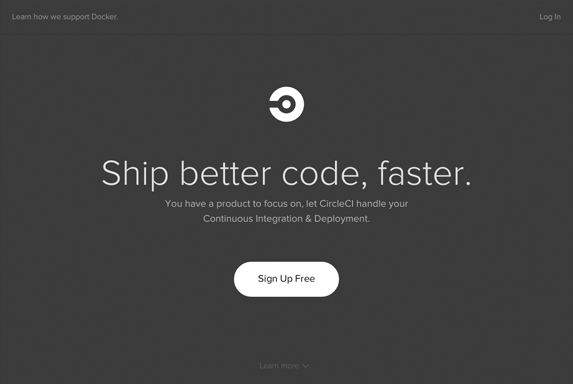 Learn how we support Docker.
Log In
Ship better code, faster.
You have a product to focus on, let CircleCI handle your
Continuous Integration & Deployment.
Sign Up Free
Learn more